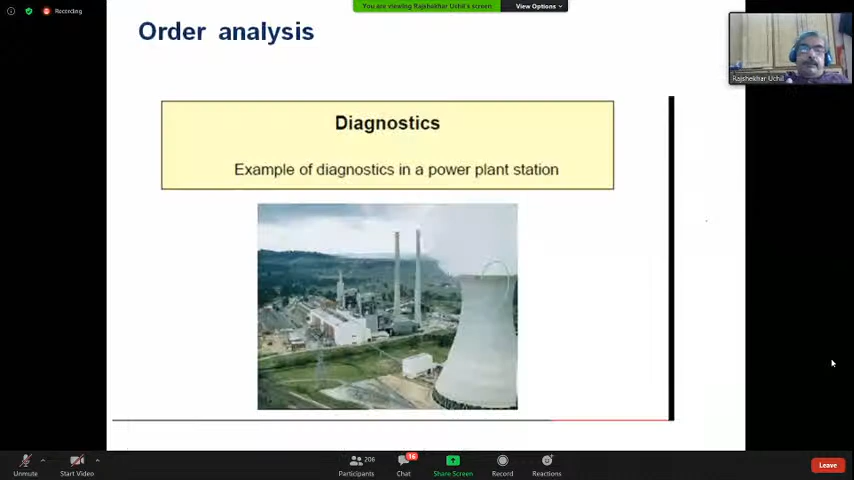 Recording
You are viewing Rajshekhar Uchil's screen
View Options
Order analysis
Rajshekhar Uchil
Diagnostics
Example of diagnostics in a power plant station
Unmute
Start Video
208
Participants
16
Chat
Share Screen
Record
Reactions
Leave